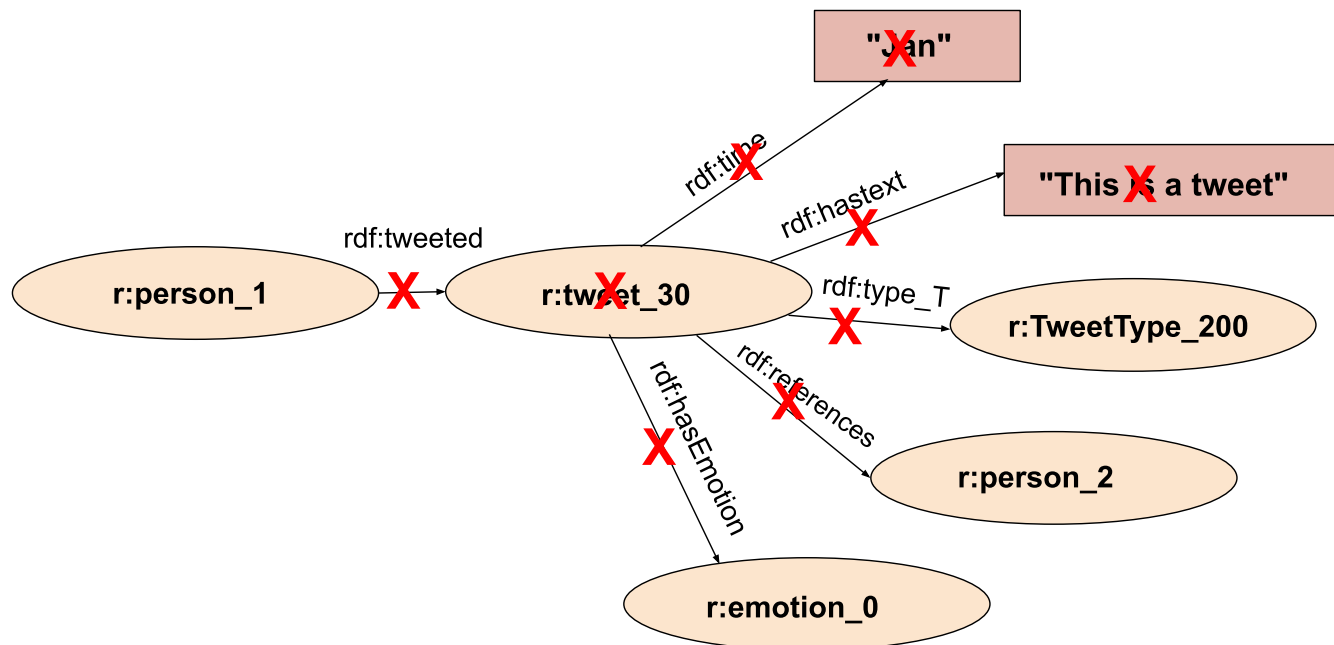 "Jan"
rdf:time
"This is a tweet"
rdf:hastext
rdf:tweeted
r:person_1
r:tweet_30
rdf:type_T
r:TweetType_200
rdf:references
rdf:hasEmotion
r:person_2
r:emotion_0
X
X
X
X
X
X
X
X
X